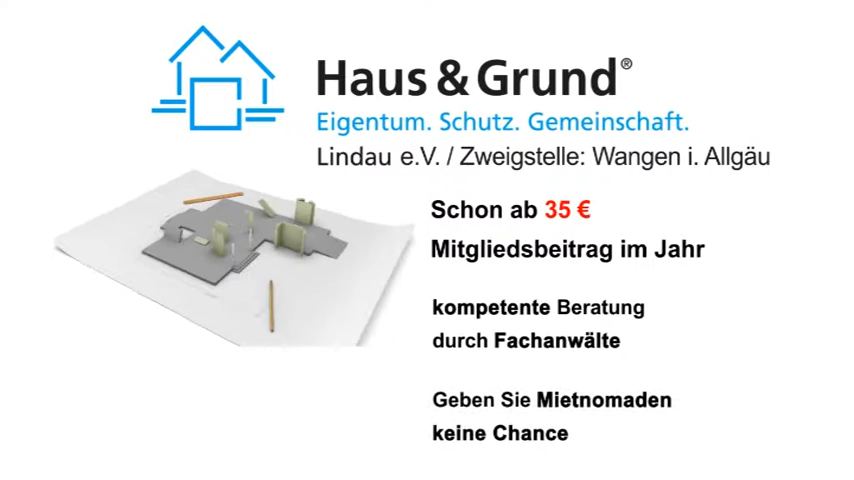 Haus & Grund®
Eigentum. Schutz. Gemeinschaft.
Lindau e.V. / Zweigstelle: Wangen i. Allgäu
Schon ab 35 €
Mitgliedsbeitrag im Jahr
kompetente Beratung
durch Fachanwälte
Geben Sie Mietnomaden
keine Chance